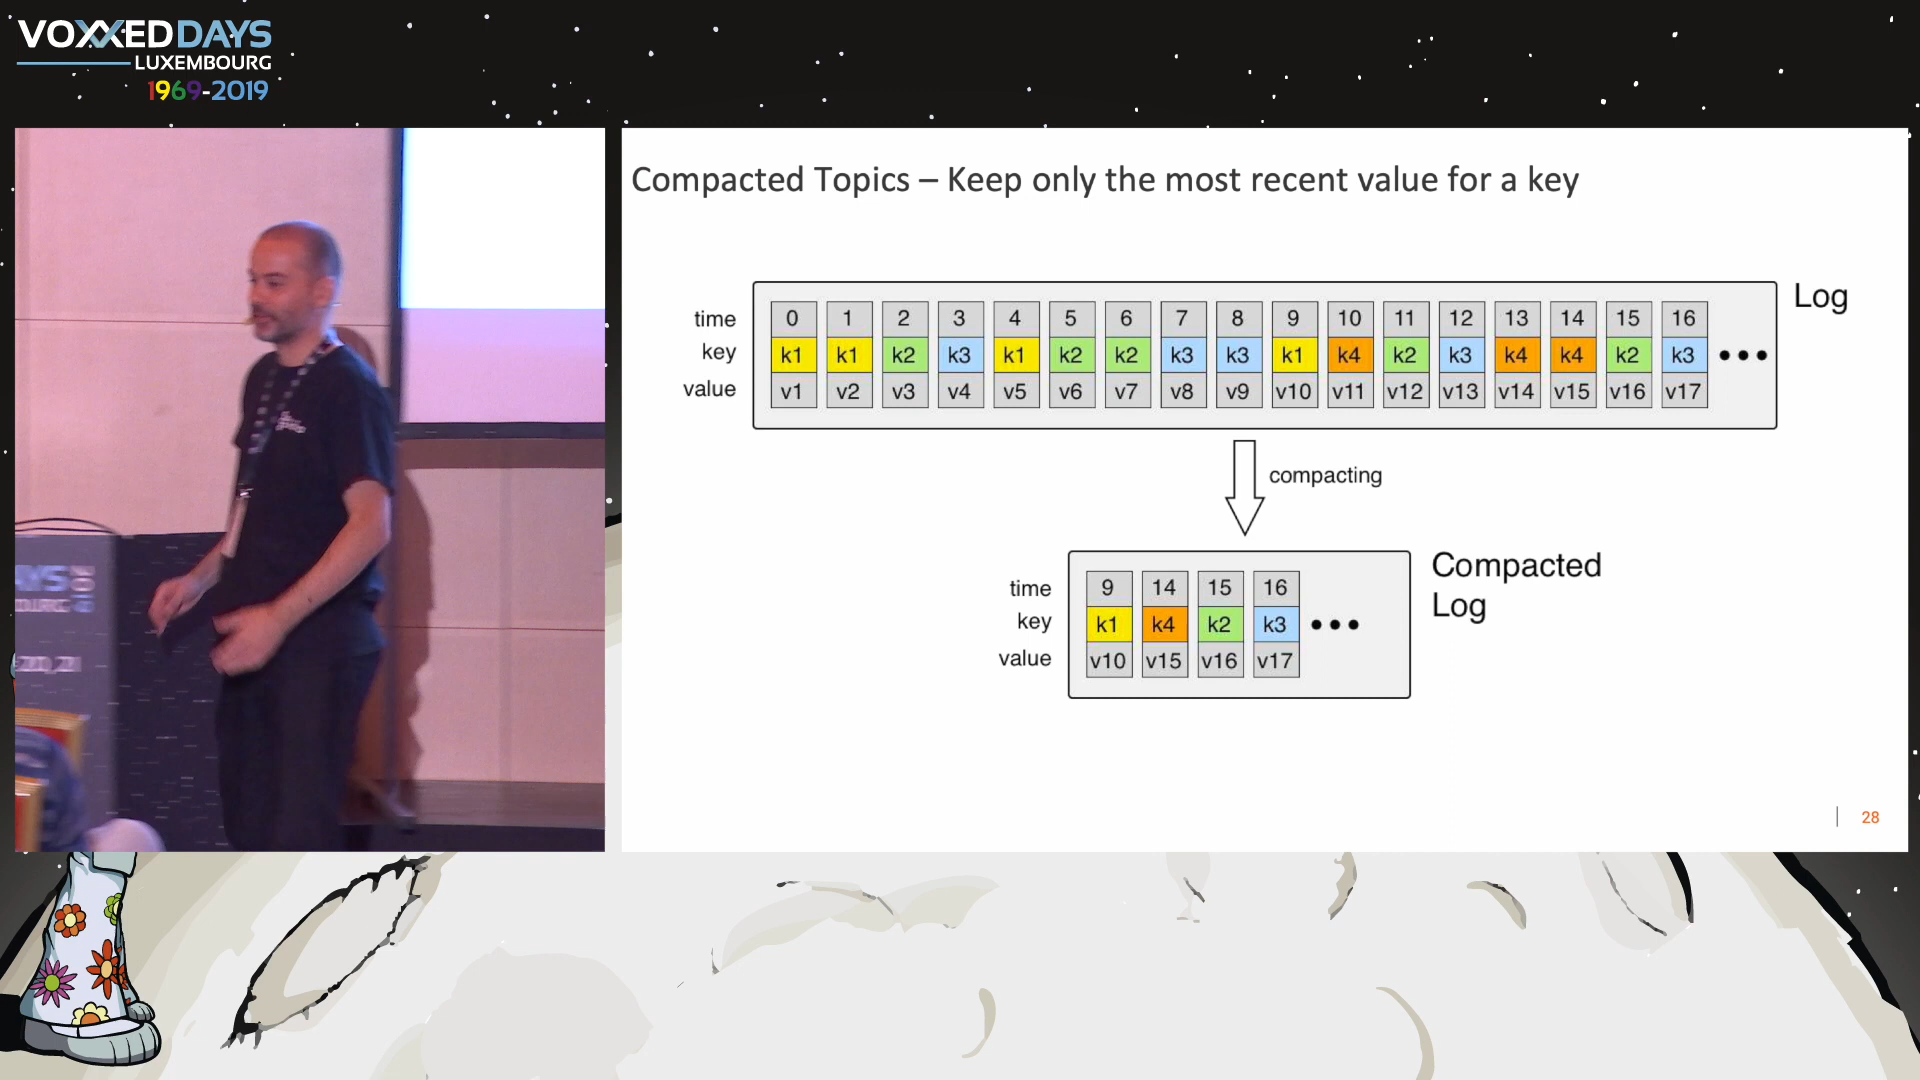 VOXXED DAYS
LUXEMBOURG
1969-2019
Compacted Topics – Keep only the most recent value for a key
Log
time 0 1 2 3 4 5 6 7 8 9 10 11 12 13 14 15 16
key k1 k1 k2 k3 k1 k2 k2 k3 k3 k1 k4 k2 k3 k4 k4 k2 k3 •••
value v1 v2 v3 v4 v5 v6 v7 v8 v9 v10 v11 v12 v13 v14 v15 v16 v17
compacting
Compacted
Log
time 9 14 15 16
key k1 k4 k2 k3 •••
value v10 v15 v16 v17
28